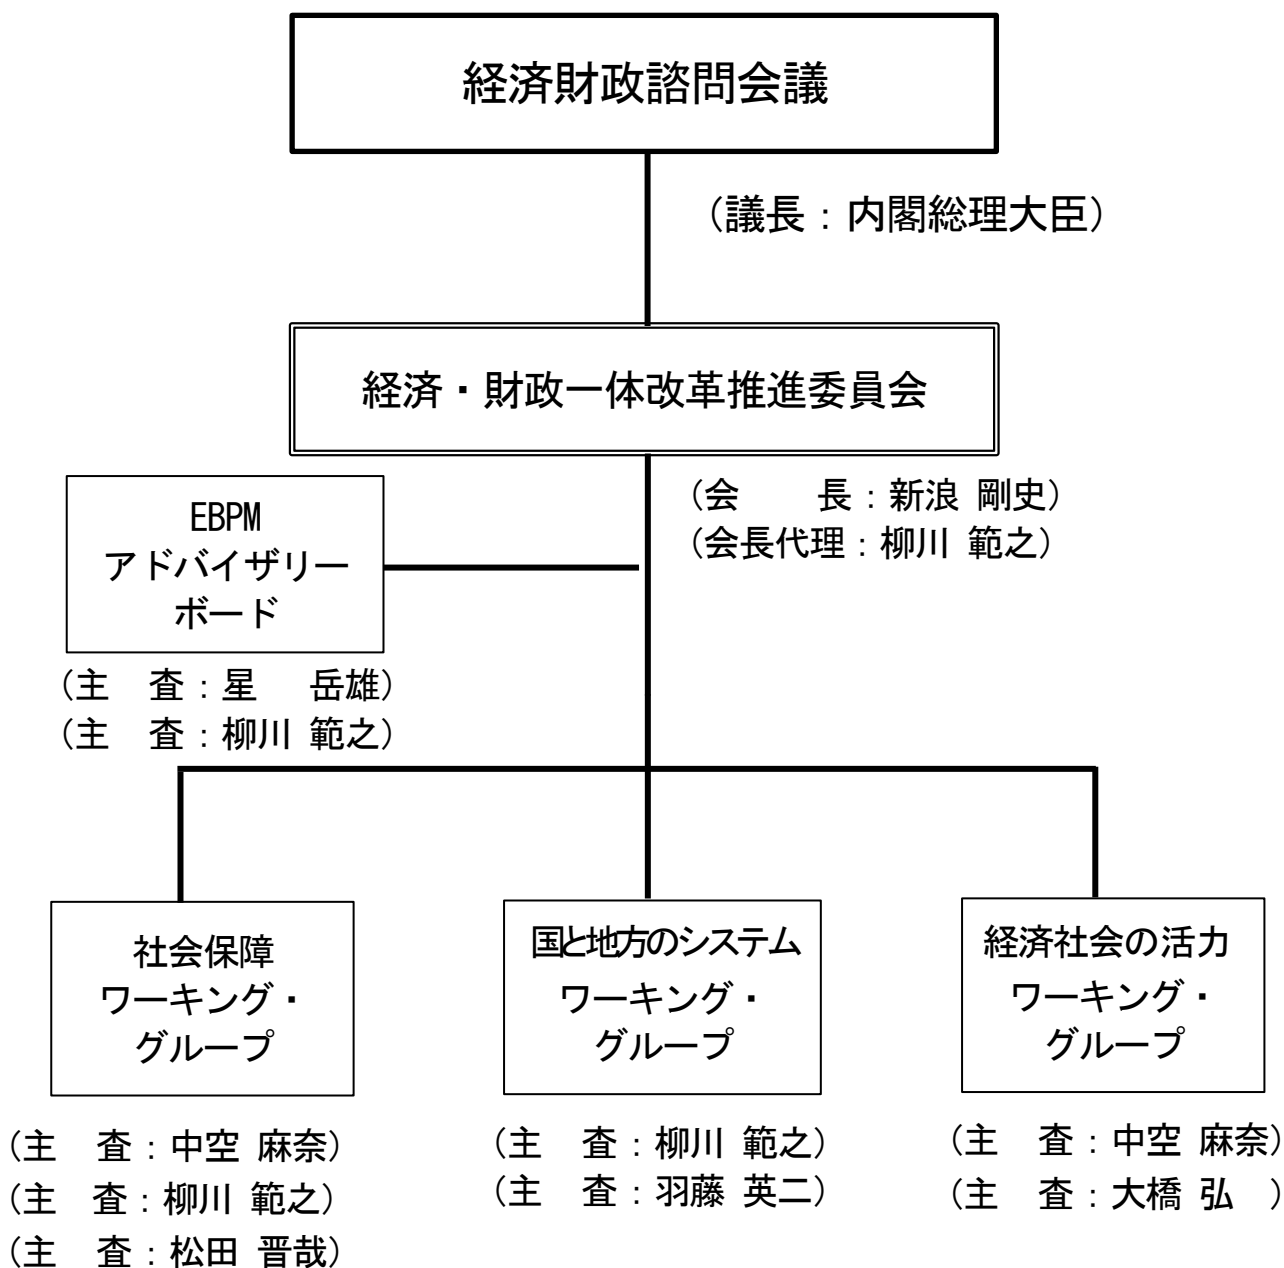 経済財政諮問会議
（議長：内閣総理大臣）
経済・財政一体改革推進委員会
（会　　長：新浪 剛史）
（会長代理：柳川 範之）
EBPM
アドバイザリー
ボード
（主　査：星　岳雄）
（主　査：柳川 範之）
社会保障
ワーキング・
グループ
（主　査：中空 麻奈）
（主　査：柳川 範之）
（主　査：松田 晋哉）
国と地方のシステム
ワーキング・
グループ
（主　査：柳川 範之）
（主　査：羽藤 英二）
経済社会の活力
ワーキング・
グループ
（主　査：中空 麻奈）
（主　査：大橋 弘　）